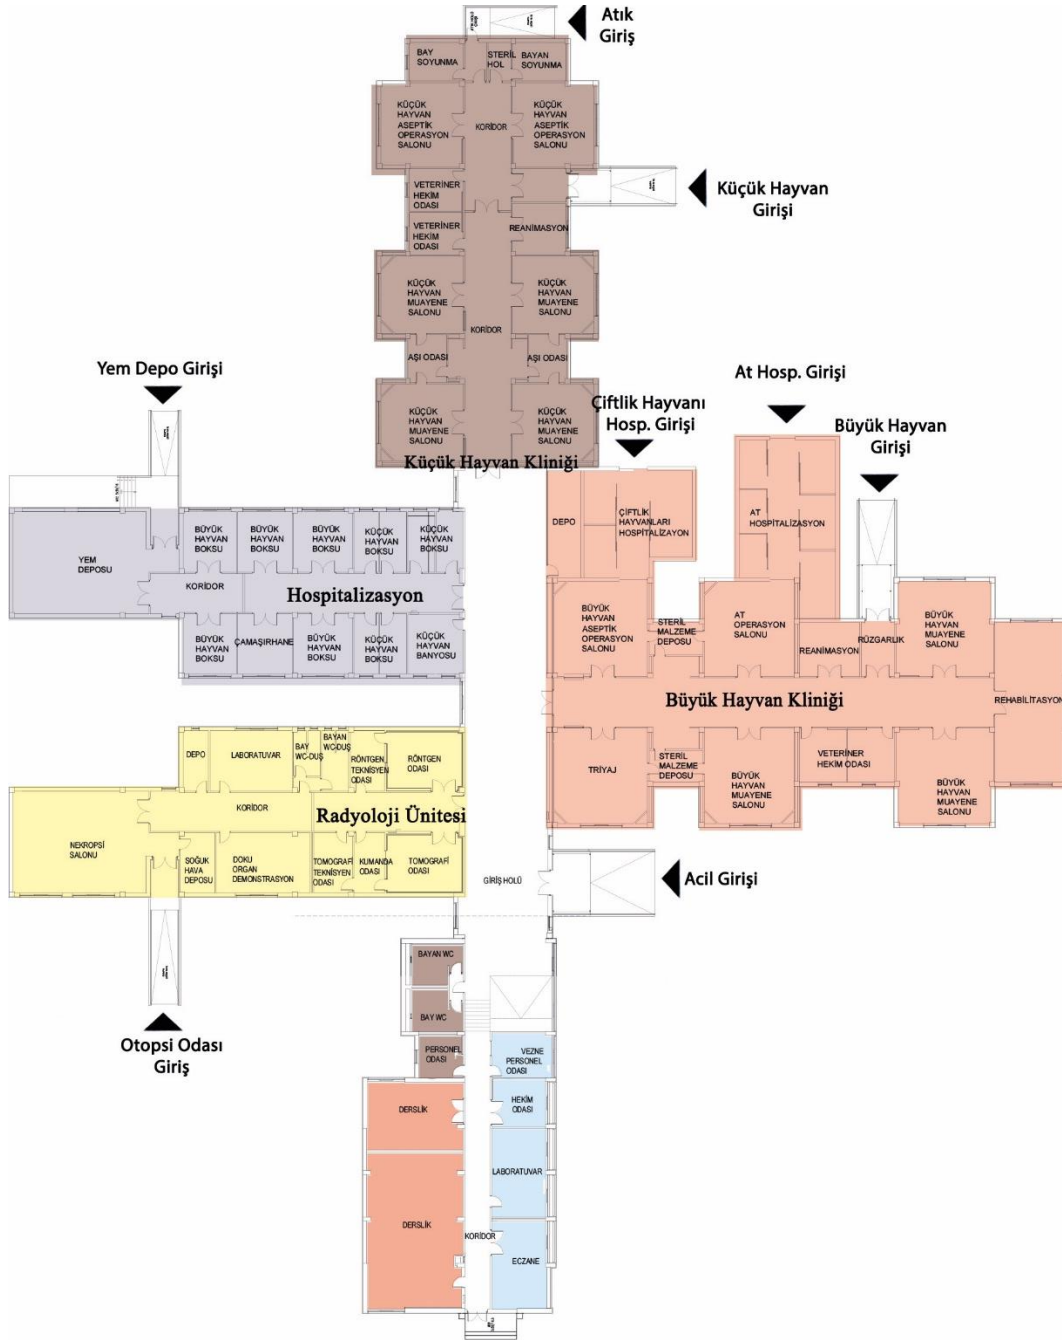 Atık
Giriş
BAY
SOYUNMA
STERİL
HOL
BAYAN
SOYUNMA
KÜÇÜK
HAYVAN
ASEPTİK
OPERASYON
SALONU
KORİDOR
KÜÇÜK
HAYVAN
ASEPTİK
OPERASYON
SALONU
VETERİNER
HEKİM
ODASI
Küçük Hayvan
Girişi
VETERİNER
HEKİM
ODASI
REANİMASYON
KÜÇÜK
HAYVAN
MUAYENE
SALONU
KÜÇÜK
HAYVAN
MUAYENE
SALONU
KORİDOR
AŞI ODASI
AŞI ODASI
KÜÇÜK
HAYVAN
MUAYENE
SALONU
KÜÇÜK
HAYVAN
MUAYENE
SALONU
Küçük Hayvan Kliniği
Yem Depo Girişi
Çiftlik Hayvanı
Hosp. Girişi
At Hosp. Girişi
Büyük Hayvan
Girişi
YEM
DEPOSU
BÜYÜK
HAYVAN
BOKSU
BÜYÜK
HAYVAN
BOKSU
BÜYÜK
HAYVAN
BOKSU
KÜÇÜK
HAYVAN
BOKSU
KÜÇÜK
HAYVAN
BOKSU
KORİDOR
Hospitalizasyon
BÜYÜK
HAYVAN
BOKSU
ÇAMAŞIRHANE
BÜYÜK
HAYVAN
BOKSU
KÜÇÜK
HAYVAN
BOKSU
KÜÇÜK
HAYVAN
BANYOSU
DEPO
ÇİFTLİK
HAYVANLARI
HOSPİTALİZASYON
AT
HOSPİTALİZASYON
BÜYÜK
HAYVAN
ASEPTİK
OPERASYON
SALONU
STERİL
MALZEME
DEPOSU
AT
OPERASYON
SALONU
REANİMASYON
RÜZGARLIK
BÜYÜK
HAYVAN
MUAYENE
SALONU
Büyük Hayvan Kliniği
REHABİLİTASYON
TRİYAJ
STERİL
MALZEME
DEPOSU
BÜYÜK
HAYVAN
MUAYENE
SALONU
VETERİNER
HEKİM ODASI
BÜYÜK
HAYVAN
MUAYENE
SALONU
DEPO
LABORATUVAR
BAY
WC-DUŞ
BAYAN
WC-DUŞ
RÖNTGEN
TEKNİSYEN
ODASI
RÖNTGEN
ODASI
KORİDOR
Radyoloji Ünitesi
NEKROPSİ
SALONU
SOĞUK
HAVA
DEPOSU
DOKU
ORGAN
DEMONSTRASYON
TOMOGRAFİ
TEKNİSYEN
ODASI
KUMANDA
ODASI
TOMOGRAFİ
ODASI
GİRİŞ HOLÜ
Acil Girişi
Otopsi Odası
Giriş
BAYAN WC
BAY WC
PERSONEL
ODASI
VEZNE
PERSONEL
ODASI
DERSLİK
HEKİM
ODASI
LABORATUVAR
DERSLİK
KORİDOR
ECZANE